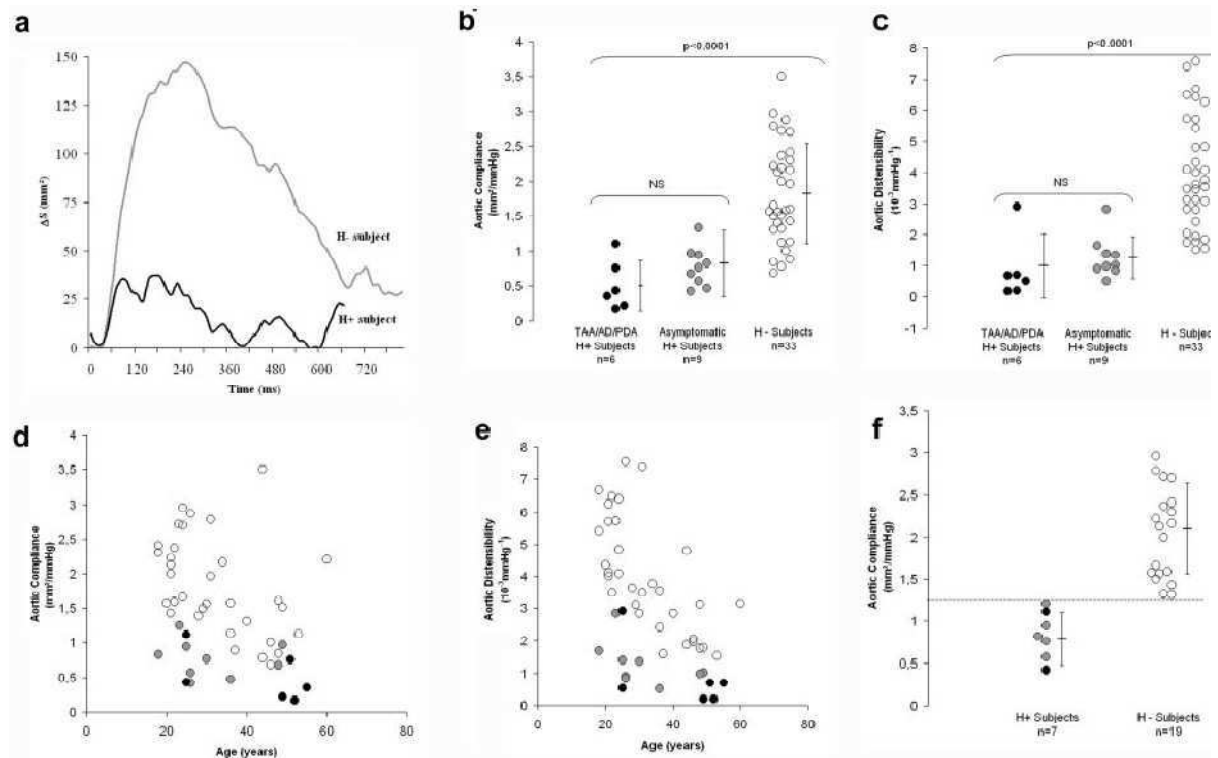 a
ΔS (mm²)
150
125
100
75
50
25
0
0
120
240
360
480
600
720
Time (ms)
H- subject
H+ subject
b
Aortic Compliance
(mm²/mmHg)
4
3,5
3
2,5
2
1,5
1
0,5
0
p<0.0001
NS
TAA/AD/PDA
H+ Subjects
n=6
Asymptomatic
H+ Subjects
n=9
H - Subjects
n=33
c
Aortic Distensibility
(10⁻³mmHg⁻¹)
8
7
6
5
4
3
2
1
0
-1
p<0.0001
NS
TAA/AD/PDA
H+ Subjects
n=6
Asymptomatic
H+ Subjects
n=9
H - Subje
n=33
d
Aortic Compliance
(mm²/mmHg)
4
3,5
3
2,5
2
1,5
1
0,5
0
0
20
40
60
80
Age (years)
e
Aortic Distensibility
(10⁻³mmHg⁻¹)
8
7
6
5
4
3
2
1
0
0
20
40
60
80
Age (years)
f
Aortic Compliance
(mm²/mmHg)
3,5
3
2,5
2
1,5
1
0,5
0
H+ Subjects
n=7
H - Subjects
n=19